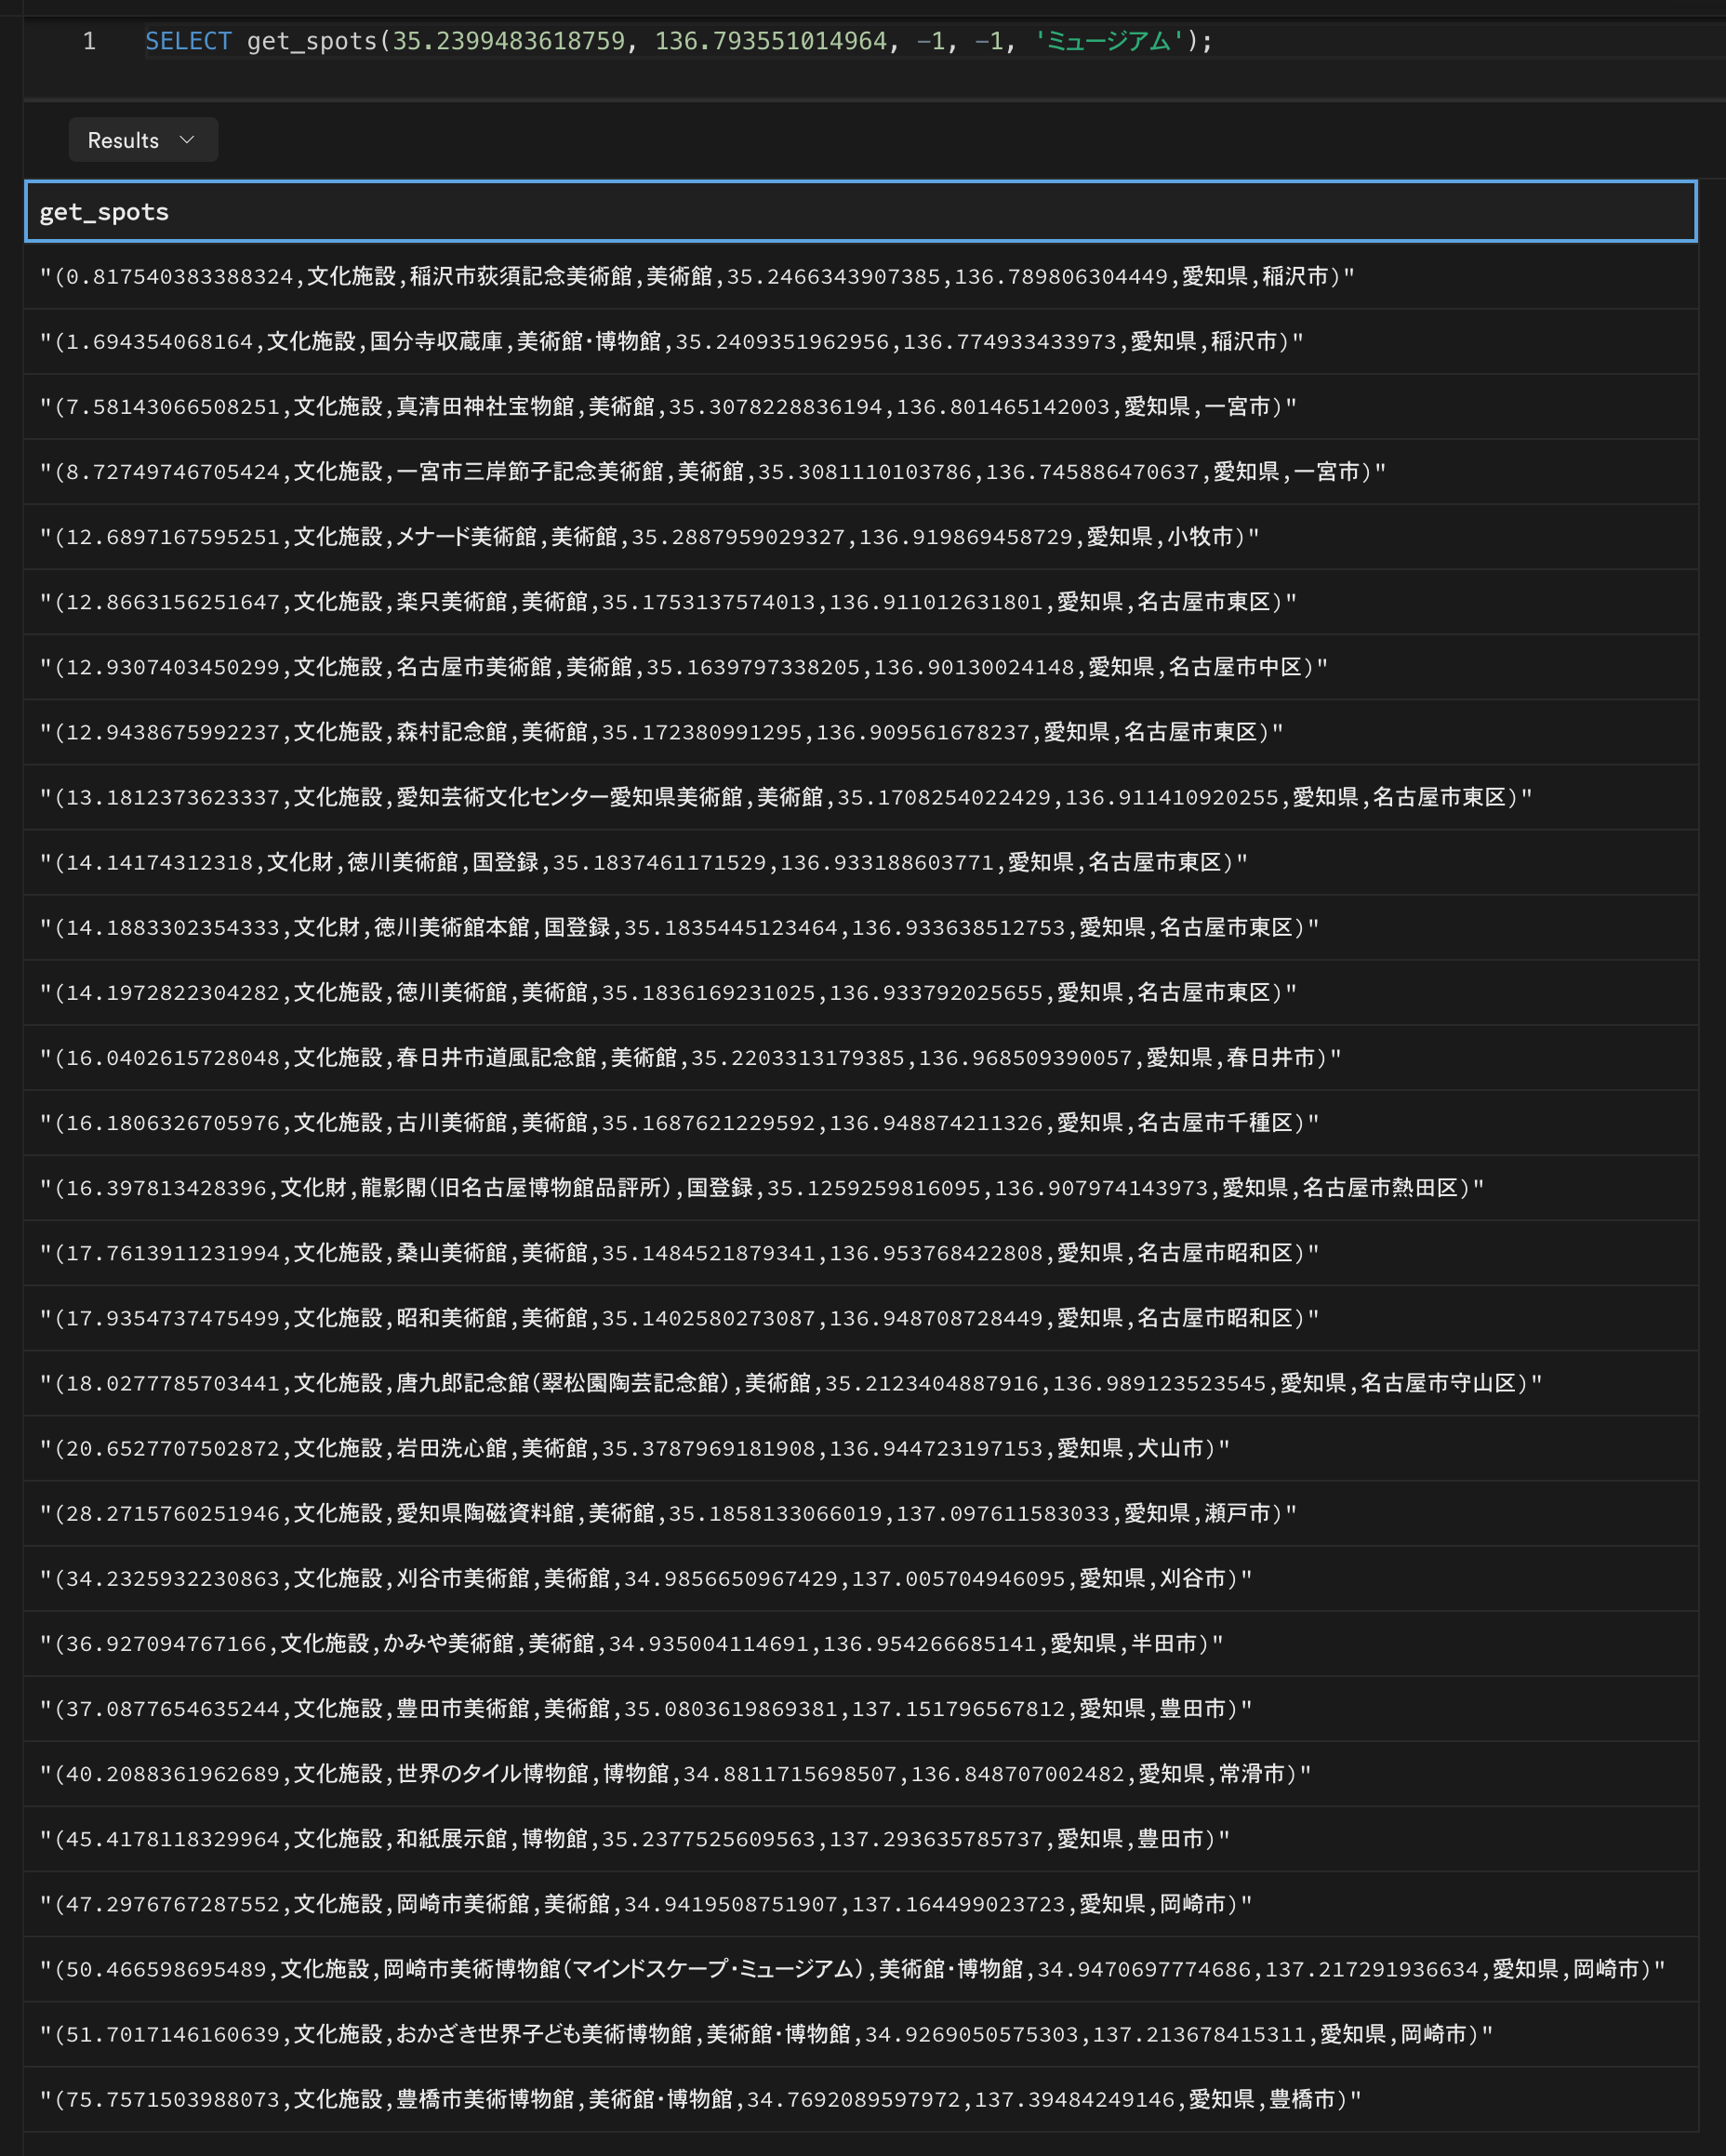 1 SELECT get_spots(35.2399483618759, 136.793551014964, -1, -1, 'ミュージアム');
Results
get_spots
"(0.817540383388324,文化施設,稲沢市荻須記念美術館,美術館,35.2466343907385,136.789806304449,愛知県,稲沢市)"
"(1.694354068164,文化施設,国分寺収蔵庫,美術館・博物館,35.2409351962956,136.774933433973,愛知県,稲沢市)"
"(7.58143066508251,文化施設,真清田神社宝物館,美術館,35.3078228836194,136.801465142003,愛知県,一宮市)"
"(8.72749746705424,文化施設,一宮市三岸節子記念美術館,美術館,35.3081110103786,136.745886470637,愛知県,一宮市)"
"(12.6897167595251,文化施設,メナード美術館,美術館,35.2887959029327,136.919869458729,愛知県,小牧市)"
"(12.8663156251647,文化施設,楽只美術館,美術館,35.1753137574013,136.911012631801,愛知県,名古屋市東区)"
"(12.9307403450299,文化施設,名古屋市美術館,美術館,35.1639797338205,136.90130024148,愛知県,名古屋市中区)"
"(12.9438675992237,文化施設,森村記念館,美術館,35.172380991295,136.909561678237,愛知県,名古屋市東区)"
"(13.1812373623337,文化施設,愛知芸術文化センター愛知県美術館,美術館,35.1708254022429,136.911410920255,愛知県,名古屋市東区)"
"(14.14174312318,文化財,徳川美術館,国登録,35.1837461171529,136.933188603771,愛知県,名古屋市東区)"
"(14.1883302354333,文化財,徳川美術館本館,国登録,35.1835445123464,136.933638512753,愛知県,名古屋市東区)"
"(14.1972822304282,文化施設,徳川美術館,美術館,35.1836169231025,136.933792025655,愛知県,名古屋市東区)"
"(16.0402615728048,文化施設,春日井市道風記念館,美術館,35.2203313179385,136.968509390057,愛知県,春日井市)"
"(16.1806326705976,文化施設,古川美術館,美術館,35.1687621229592,136.948874211326,愛知県,名古屋市千種区)"
"(16.397813428396,文化財,龍影閣(旧名古屋博物館品評所),国登録,35.1259259816095,136.907974143973,愛知県,名古屋市熱田区)"
"(17.7613911231994,文化施設,桑山美術館,美術館,35.1484521879341,136.953768422808,愛知県,名古屋市昭和区)"
"(17.9354737475499,文化施設,昭和美術館,美術館,35.1402580273087,136.948708728449,愛知県,名古屋市昭和区)"
"(18.0277785703441,文化施設,唐九郎記念館(翠松園陶芸記念館),美術館,35.2123404887916,136.989123523545,愛知県,名古屋市守山区)"
"(20.6527707502872,文化施設,岩田洗心館,美術館,35.3787969181908,136.944723197153,愛知県,犬山市)"
"(28.2715760251946,文化施設,愛知県陶磁資料館,美術館,35.1858133066019,137.097611583033,愛知県,瀬戸市)"
"(34.2325932230863,文化施設,刈谷市美術館,美術館,34.9856650967429,137.005704946095,愛知県,刈谷市)"
"(36.927094767166,文化施設,かみや美術館,美術館,34.935004114691,136.954266685141,愛知県,半田市)"
"(37.0877654635244,文化施設,豊田市美術館,美術館,35.0803619869381,137.151796567812,愛知県,豊田市)"
"(40.2088361962689,文化施設,世界のタイル博物館,博物館,34.8811715698507,136.848707002482,愛知県,常滑市)"
"(45.4178118329964,文化施設,和紙展示館,博物館,35.2377525609563,137.293635785737,愛知県,豊田市)"
"(47.2976767287552,文化施設,岡崎市美術館,美術館,34.9419508751907,137.164499023723,愛知県,岡崎市)"
"(50.466598695489,文化施設,岡崎市美術博物館(マインドスケープ・ミュージアム),美術館・博物館,34.9470697774686,137.217291936634,愛知県,岡崎市)"
"(51.7017146160639,文化施設,おかざき世界子ども美術博物館,美術館・博物館,34.9269050575303,137.213678415311,愛知県,岡崎市)"
"(75.7571503988073,文化施設,豊橋市美術博物館,美術館・博物館,34.7692089597972,137.39484249146,愛知県,豊橋市)"